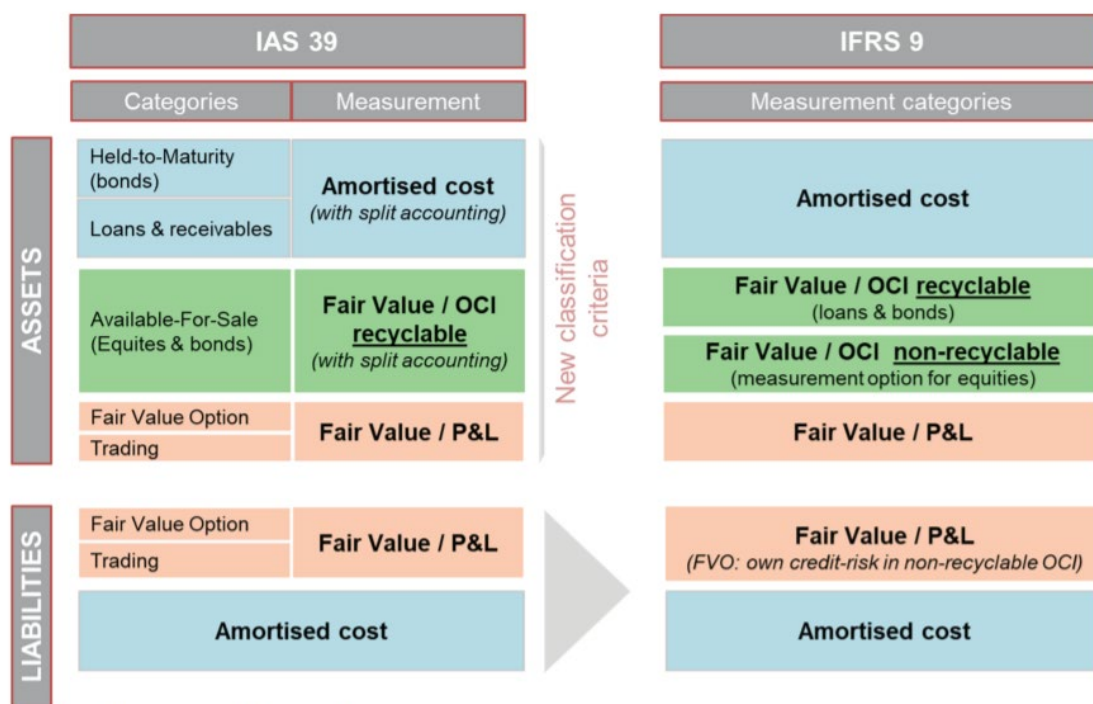 IAS 39
IFRS 9
Categories
Measurement
Measurement categories
ASSETS
Held-to-Maturity
(bonds)
Loans & receivables
Amortised cost
(with split accounting)
Available-For-Sale
(Equites & bonds)
Fair Value / OCI
recyclable
(with split accounting)
Fair Value Option
Trading
Fair Value / P&L
New classification
criteria
Amortised cost
Fair Value / OCI recyclable
(loans & bonds)
Fair Value / OCI non-recyclable
(measurement option for equities)
Fair Value / P&L
LIABILITIES
Fair Value Option
Trading
Fair Value / P&L
Amortised cost
Fair Value / P&L
(FVO: own credit-risk in non-recyclable OCI)
Amortised cost